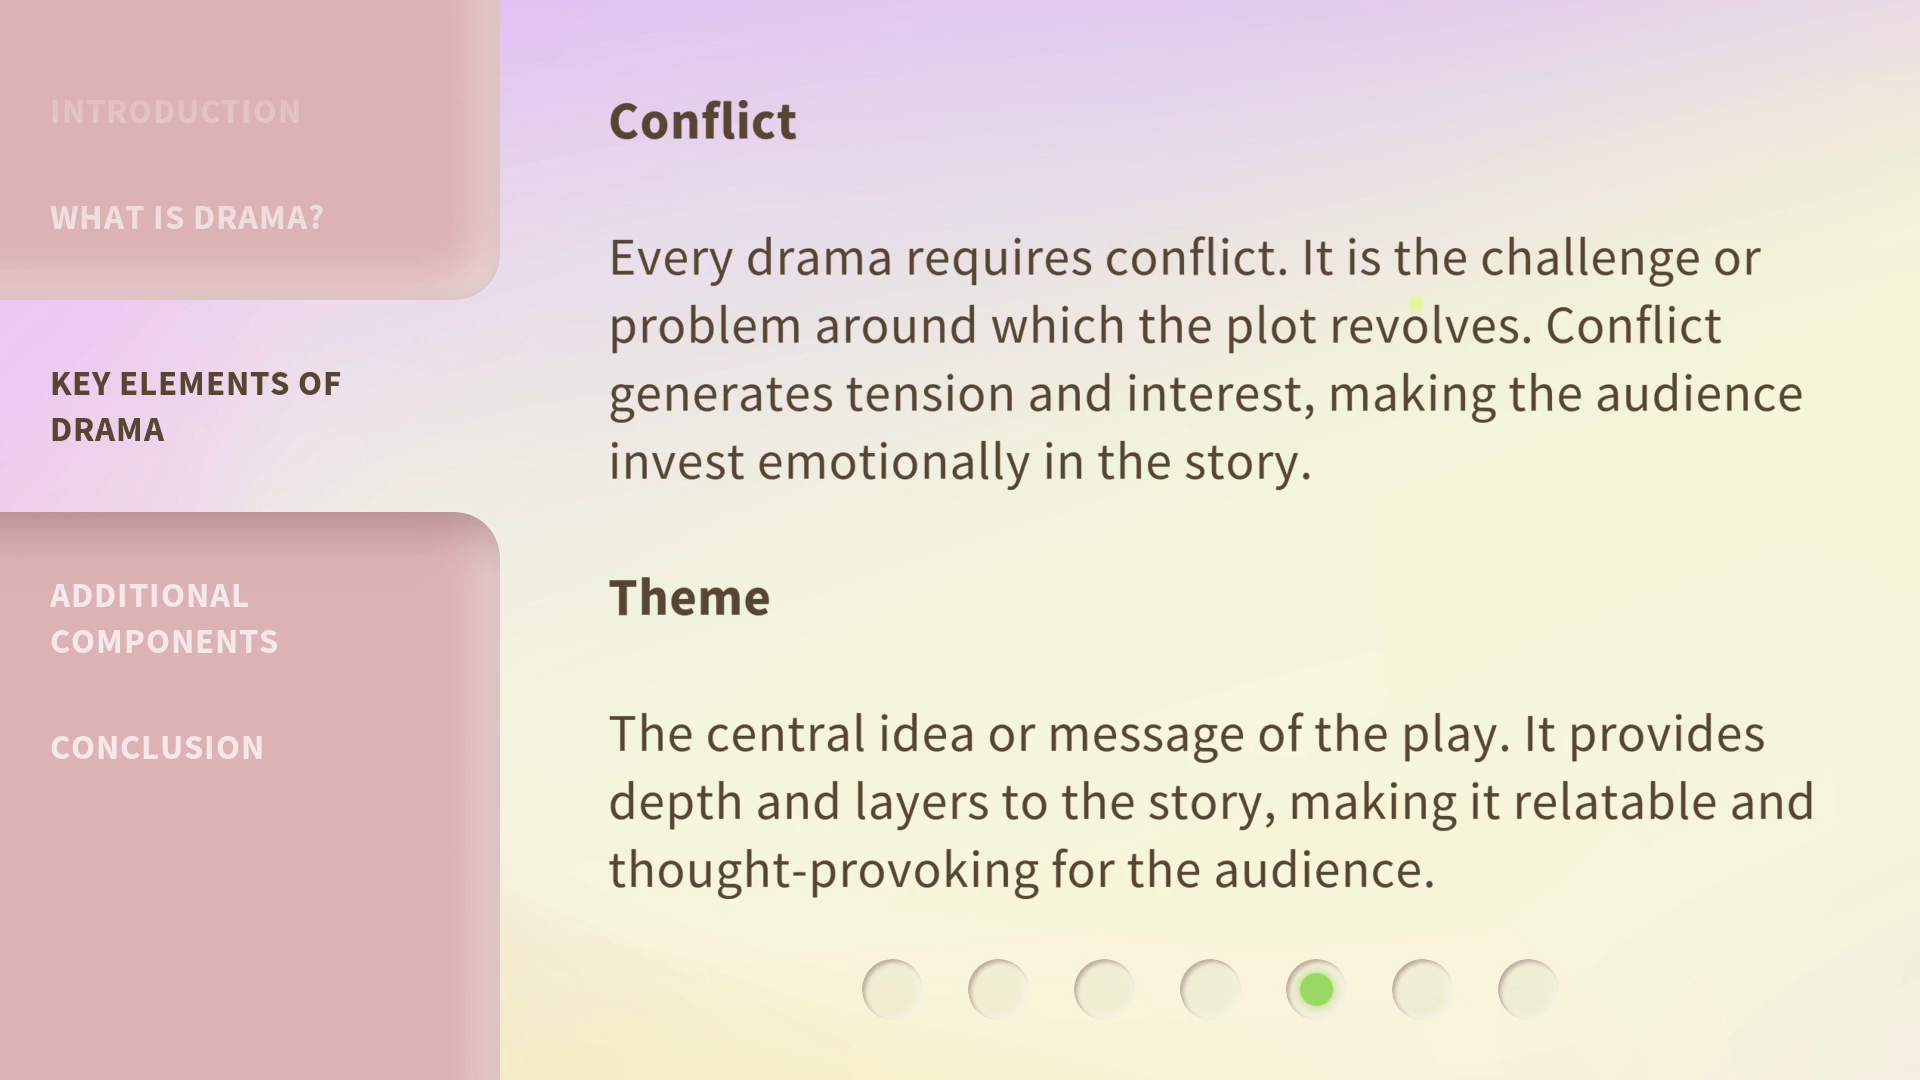 INTRODUCTION
WHAT IS DRAMA?
KEY ELEMENTS OF
DRAMA
ADDITIONAL
COMPONENTS
CONCLUSION
Conflict
Every drama requires conflict. It is the challenge or
problem around which the plot revolves. Conflict
generates tension and interest, making the audience
invest emotionally in the story.
Theme
The central idea or message of the play. It provides
depth and layers to the story, making it relatable and
thought-provoking for the audience.